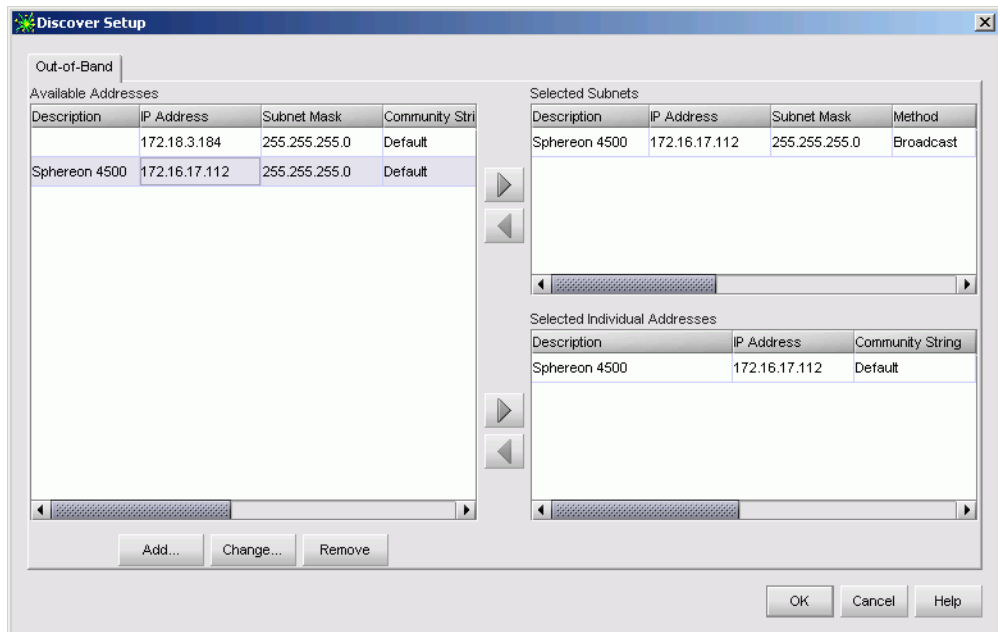 Discover Setup
Out-of-Band
Available Addresses
Description IP Address Subnet Mask Community Stri
172.18.3.184 255.255.255.0 Default
Sphereon 4500 172.16.17.112 255.255.255.0 Default
Selected Subnets
Description IP Address Subnet Mask Method
Sphereon 4500 172.16.17.112 255.255.255.0 Broadcast
Selected Individual Addresses
Description IP Address Community String
Sphereon 4500 172.16.17.112 Default
Add... Change... Remove
OK Cancel Help